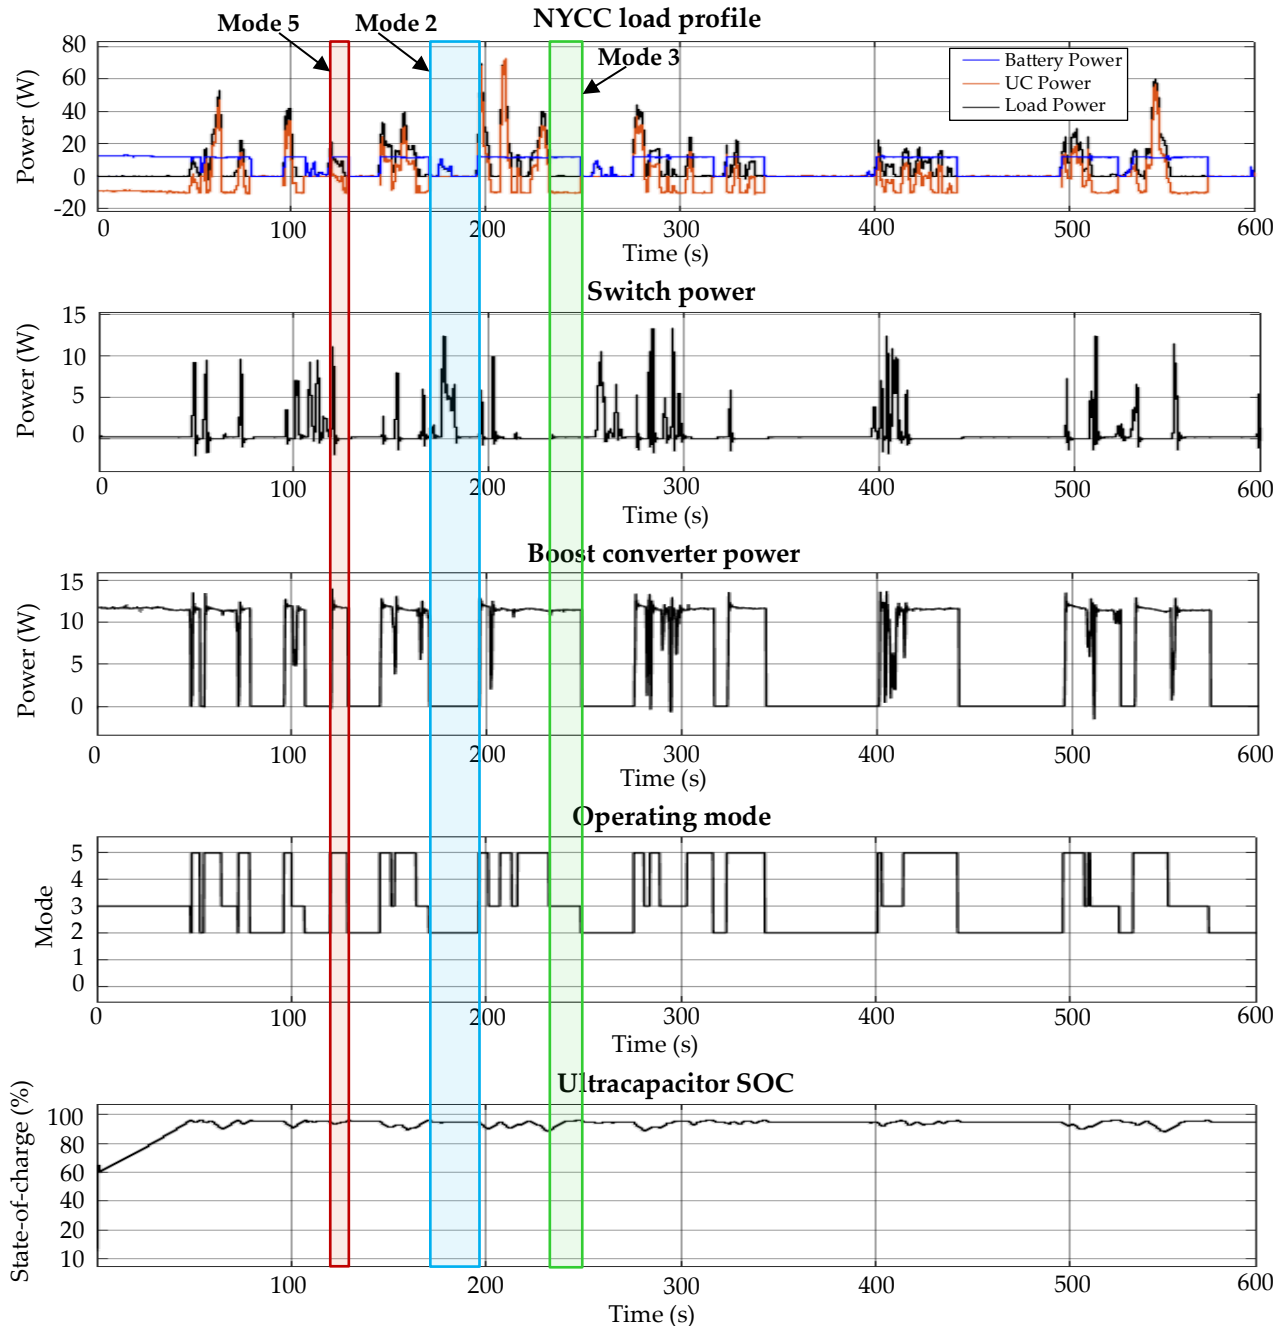 NYCC load profile
Mode 5
Mode 2
Mode 3
Battery Power
UC Power
Load Power
Power (W)
80
60
40
20
0
-20
0 100 200 300 400 500 600
Time (s)
Switch power
Power (W)
15
10
5
0
0 100 200 300 400 500 600
Time (s)
Boost converter power
Power (W)
15
10
5
0
0 100 200 300 400 500 600
Time (s)
Operating mode
Mode
5
4
3
2
1
0
0 100 200 300 400 500 600
Time (s)
Ultracapacitor SOC
State-of-charge (%)
100
80
60
40
20
10
0 100 200 300 400 500 600
Time (s)